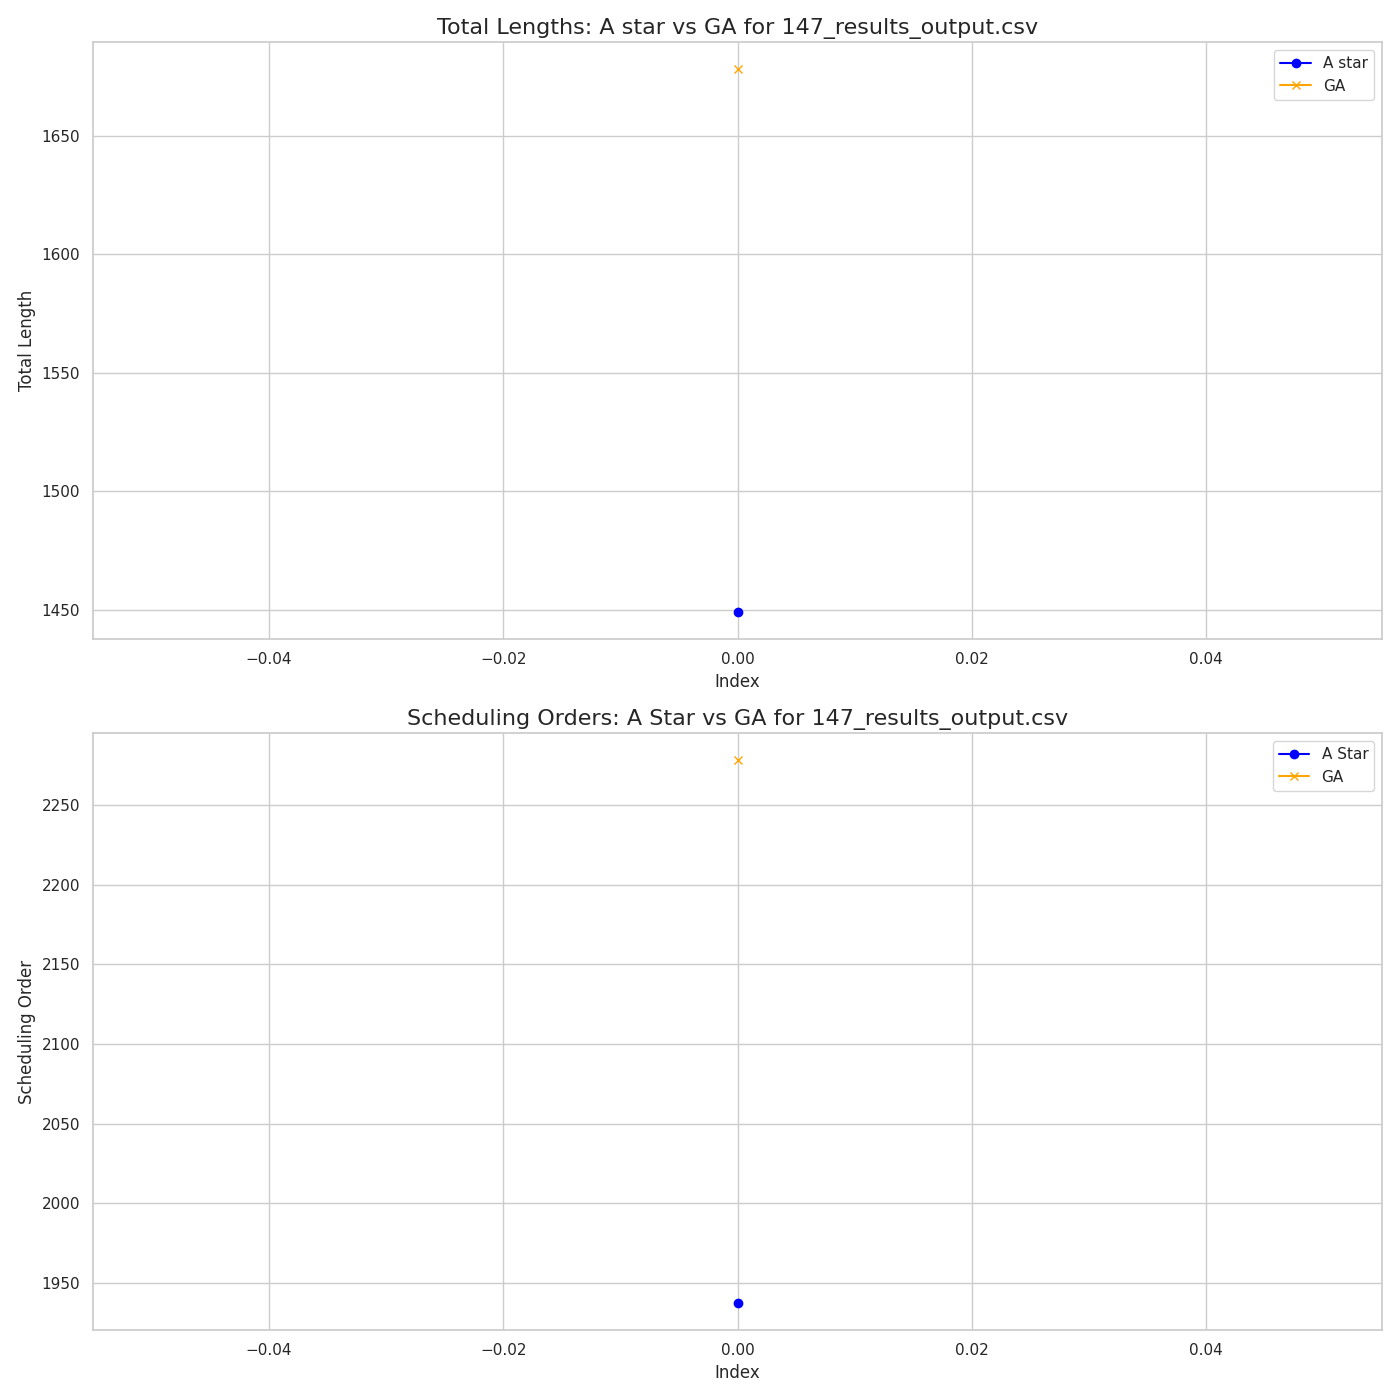 Total Lengths: A star vs GA for 147_results_output.csv
A star
GA
1650
1600
1550
1500
1450
Total Length
−0.04 −0.02 0.00 0.02 0.04
Index
Scheduling Orders: A Star vs GA for 147_results_output.csv
A Star
GA
2250
2200
2150
2100
2050
2000
1950
Scheduling Order
−0.04 −0.02 0.00 0.02 0.04
Index